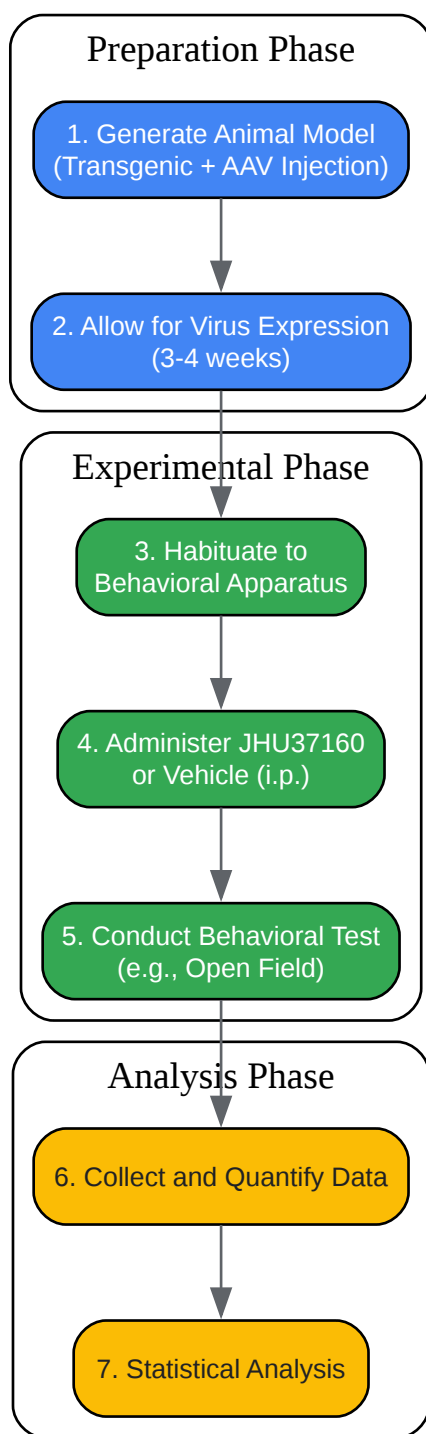 Preparation Phase
1. Generate Animal Model
(Transgenic + AAV Injection)
2. Allow for Virus Expression
(3-4 weeks)
Experimental Phase
3. Habituate to
Behavioral Apparatus
4. Administer JHU37160
or Vehicle (i.p.)
5. Conduct Behavioral Test
(e.g., Open Field)
Analysis Phase
6. Collect and Quantify Data
7. Statistical Analysis